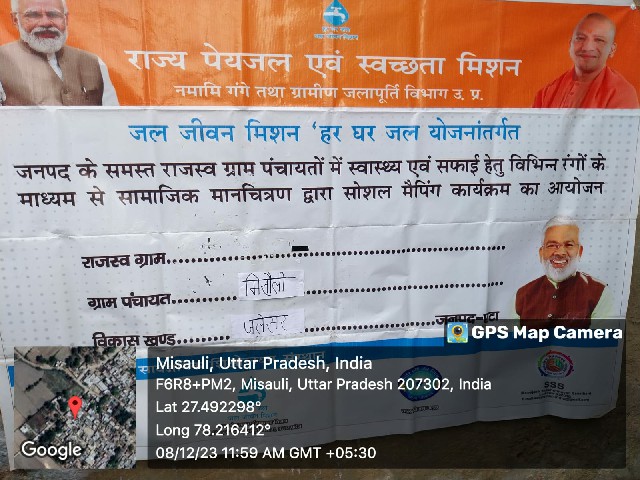 राज्य पेयजल एवं स्वच्छता मिशन
नमामि गंगे तथा ग्रामीण जलापूर्ति विभाग उ. प्र.
जल जीवन मिशन 'हर घर जल योजनांतर्गत
जनपद के समस्त राजस्व ग्राम पंचायतों में स्वास्थ्य एवं सफाई हेतु विभिन्न रंगों के
माध्यम से सामाजिक मानचित्रण द्वारा सोशल मैपिंग कार्यक्रम का आयोजन
राजस्व ग्राम
ग्राम पंचायत मिसौली
विकास खण्ड जलेसर जनपद-एटा
GPS Map Camera
Misauli, Uttar Pradesh, India
F6R8+PM2, Misauli, Uttar Pradesh 207302, India
Lat 27.492298°
Long 78.216412°
08/12/23 11:59 AM GMT +05:30
Google
SSB